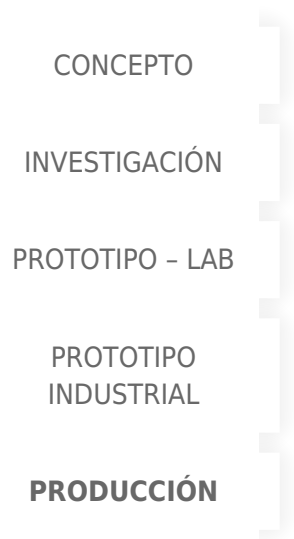 CONCEPTO
INVESTIGACIÓN
PROTOTIPO – LAB
PROTOTIPO
INDUSTRIAL
PRODUCCIÓN